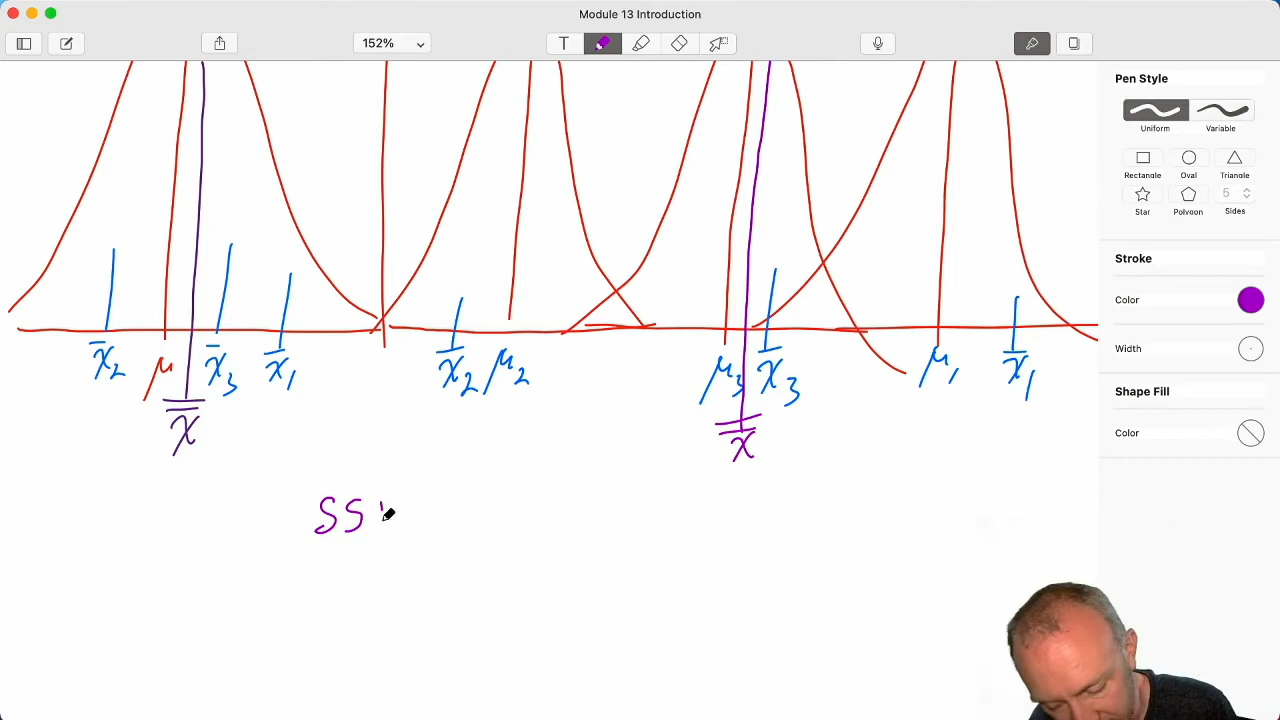 Module 13 Introduction
152%
T
Pen Style
Uniform
Variable
Rectangle
Oval
Triangle
5
Star
Polygon
Sides
Stroke
Color
Width
Shape Fill
Color
x̄₂ μ x̄₃ x̄₁ x̄₂ μ₂ μ₃ x̄₃ μ₁ x̄₁
x̿ x̿
SS